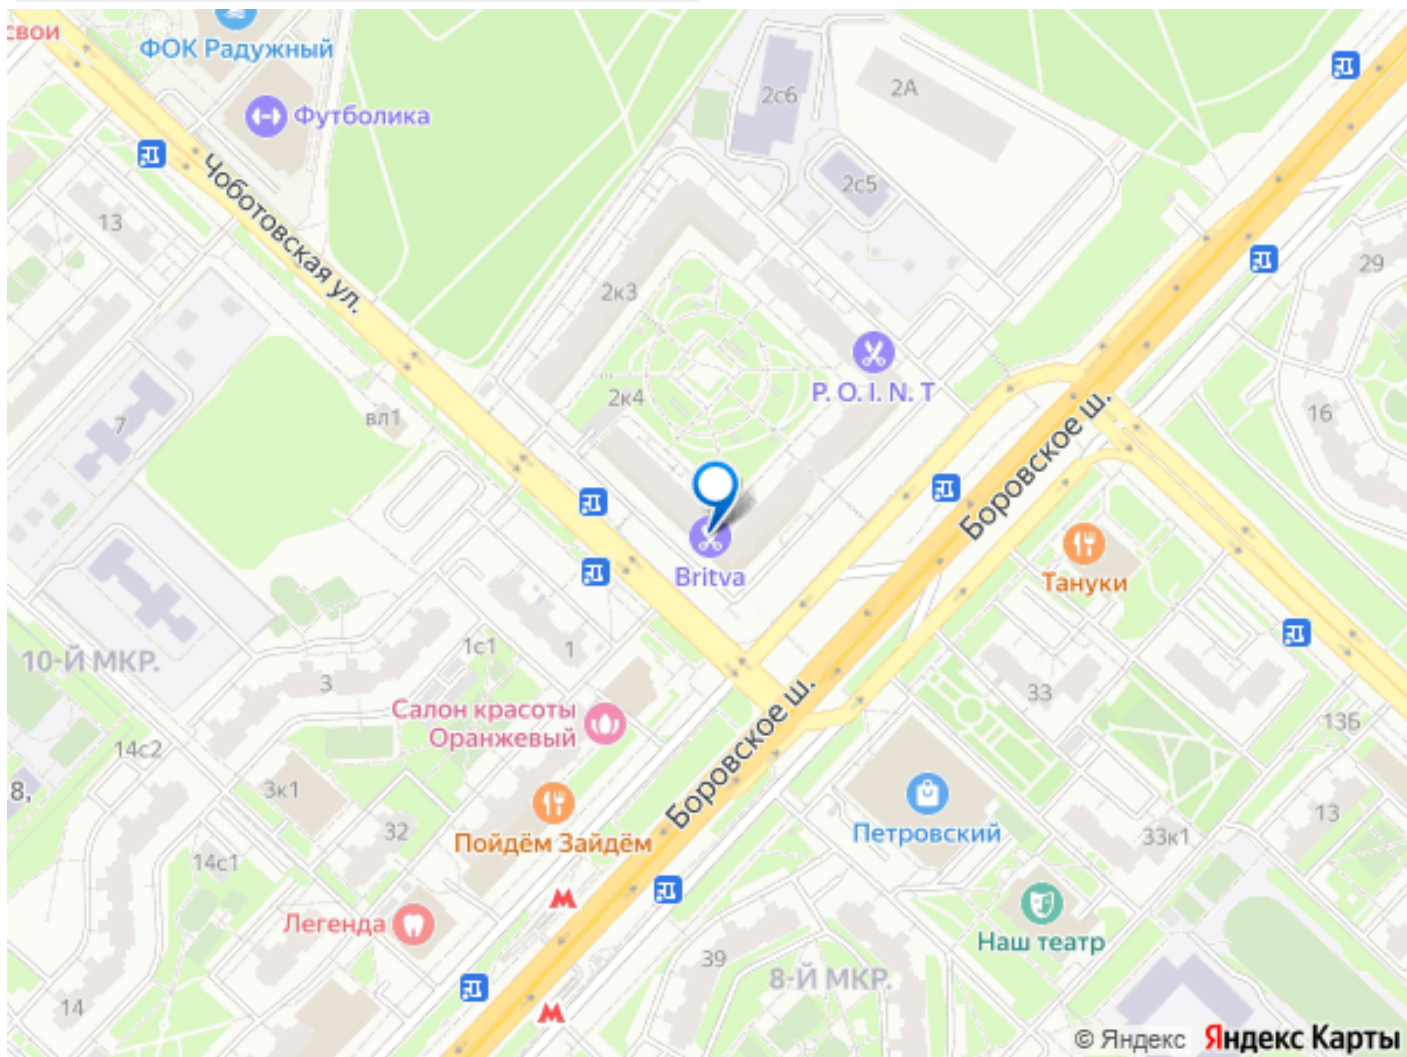 свои
ФОК Радужный
Футболика
2с6
2А
2с5
Чоботовская ул.
13
29
2к3
2к4
P. O. I. N. T
вл1
7
16
Боровское ш.
Britva
Тануки
10-Й МКР.
1с1
1
3
33
Салон красоты
Оранжевый
13Б
14с2
Боровское ш.
8,
3к1
32
Пойдём Зайдём
Петровский
13
33к1
14с1
Легенда
Наш театр
39
8-Й МКР.
14
© Яндекс Яндекс Карты